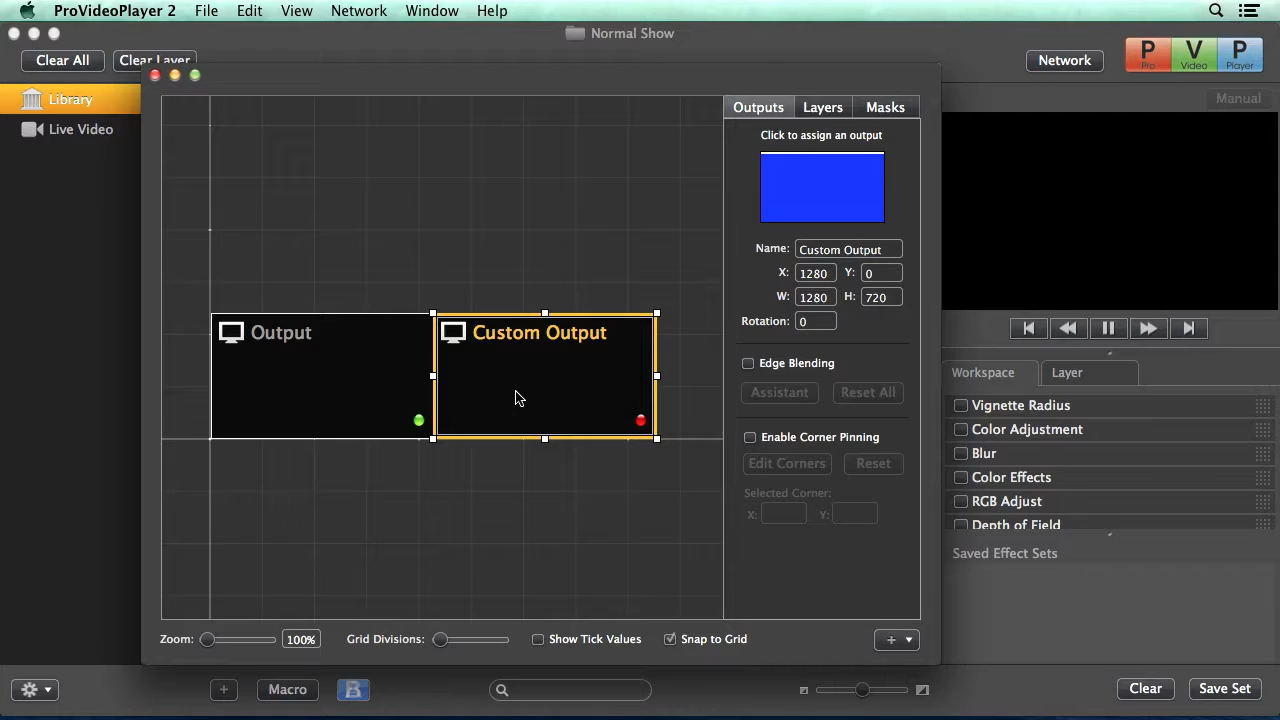 ProVideoPlayer 2 File Edit View Network Window Help
Normal Show
Clear All Clear Layer Network P Pro V Video P Player
Library
Live Video
Manual
Outputs Layers Masks
Click to assign an output
Name: Custom Output
X: 1280 Y: 0
W: 1280 H: 720
Rotation: 0
Output
Custom Output
Edge Blending
Assistant Reset All
Enable Corner Pinning
Edit Corners Reset
Selected Corner:
X: Y:
Workspace Layer
Vignette Radius
Color Adjustment
Blur
Color Effects
RGB Adjust
Depth of Field
Saved Effect Sets
Zoom: 100% Grid Divisions: Show Tick Values Snap to Grid +
+ Macro B Clear Save Set